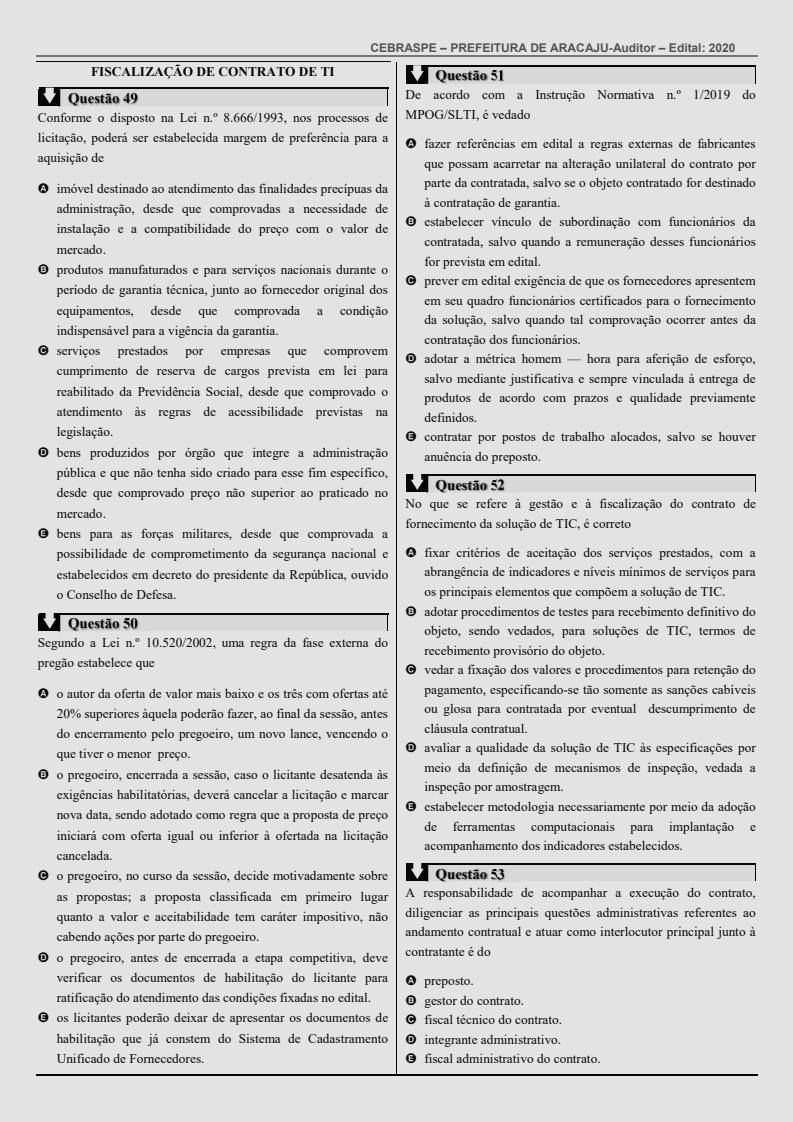 CEBRASPE – PREFEITURA DE ARACAJU-Auditor – Edital: 2020
FISCALIZAÇÃO DE CONTRATO DE TI
Questão 49
Conforme o disposto na Lei n.º 8.666/1993, nos processos de
licitação, poderá ser estabelecida margem de preferência para a
aquisição de
A imóvel destinado ao atendimento das finalidades precípuas da
administração, desde que comprovadas a necessidade de
instalação e a compatibilidade do preço com o valor de
mercado.
B produtos manufaturados e para serviços nacionais durante o
período de garantia técnica, junto ao fornecedor original dos
equipamentos, desde que comprovada a condição
indispensável para a vigência da garantia.
C serviços prestados por empresas que comprovem
cumprimento de reserva de cargos prevista em lei para
reabilitado da Previdência Social, desde que comprovado o
atendimento às regras de acessibilidade previstas na
legislação.
D bens produzidos por órgão que integre a administração
pública e que não tenha sido criado para esse fim específico,
desde que comprovado preço não superior ao praticado no
mercado.
E bens para as forças militares, desde que comprovada a
possibilidade de comprometimento da segurança nacional e
estabelecidos em decreto do presidente da República, ouvido
o Conselho de Defesa.
Questão 50
Segundo a Lei n.º 10.520/2002, uma regra da fase externa do
pregão estabelece que
A o autor da oferta de valor mais baixo e os três com ofertas até
20% superiores àquela poderão fazer, ao final da sessão, antes
do encerramento pelo pregoeiro, um novo lance, vencendo o
que tiver o menor preço.
B o pregoeiro, encerrada a sessão, caso o licitante desatenda às
exigências habilitatórias, deverá cancelar a licitação e marcar
nova data, sendo adotado como regra que a proposta de preço
iniciará com oferta igual ou inferior à ofertada na licitação
cancelada.
C o pregoeiro, no curso da sessão, decide motivadamente sobre
as propostas; a proposta classificada em primeiro lugar
quanto a valor e aceitabilidade tem caráter impositivo, não
cabendo ações por parte do pregoeiro.
D o pregoeiro, antes de encerrada a etapa competitiva, deve
verificar os documentos de habilitação do licitante para
ratificação do atendimento das condições fixadas no edital.
E os licitantes poderão deixar de apresentar os documentos de
habilitação que já constem do Sistema de Cadastramento
Unificado de Fornecedores.
Questão 51
De acordo com a Instrução Normativa n.º 1/2019 do
MPOG/SLTI, é vedado
A fazer referências em edital a regras externas de fabricantes
que possam acarretar na alteração unilateral do contrato por
parte da contratada, salvo se o objeto contratado for destinado
à contratação de garantia.
B estabelecer vínculo de subordinação com funcionários da
contratada, salvo quando a remuneração desses funcionários
for prevista em edital.
C prever em edital exigência de que os fornecedores apresentem
em seu quadro funcionários certificados para o fornecimento
da solução, salvo quando tal comprovação ocorrer antes da
contratação dos funcionários.
D adotar a métrica homem — hora para aferição de esforço,
salvo mediante justificativa e sempre vinculada à entrega de
produtos de acordo com prazos e qualidade previamente
definidos.
E contratar por postos de trabalho alocados, salvo se houver
anuência do preposto.
Questão 52
No que se refere à gestão e à fiscalização do contrato de
fornecimento da solução de TIC, é correto
A fixar critérios de aceitação dos serviços prestados, com a
abrangência de indicadores e níveis mínimos de serviços para
os principais elementos que compõem a solução de TIC.
B adotar procedimentos de testes para recebimento definitivo do
objeto, sendo vedados, para soluções de TIC, termos de
recebimento provisório do objeto.
C vedar a fixação dos valores e procedimentos para retenção do
pagamento, especificando-se tão somente as sanções cabíveis
ou glosa para contratada por eventual descumprimento de
cláusula contratual.
D avaliar a qualidade da solução de TIC às especificações por
meio da definição de mecanismos de inspeção, vedada a
inspeção por amostragem.
E estabelecer metodologia necessariamente por meio da adoção
de ferramentas computacionais para implantação e
acompanhamento dos indicadores estabelecidos.
Questão 53
A responsabilidade de acompanhar a execução do contrato,
diligenciar as principais questões administrativas referentes ao
andamento contratual e atuar como interlocutor principal junto à
contratante é do
A preposto.
B gestor do contrato.
C fiscal técnico do contrato.
D integrante administrativo.
E fiscal administrativo do contrato.